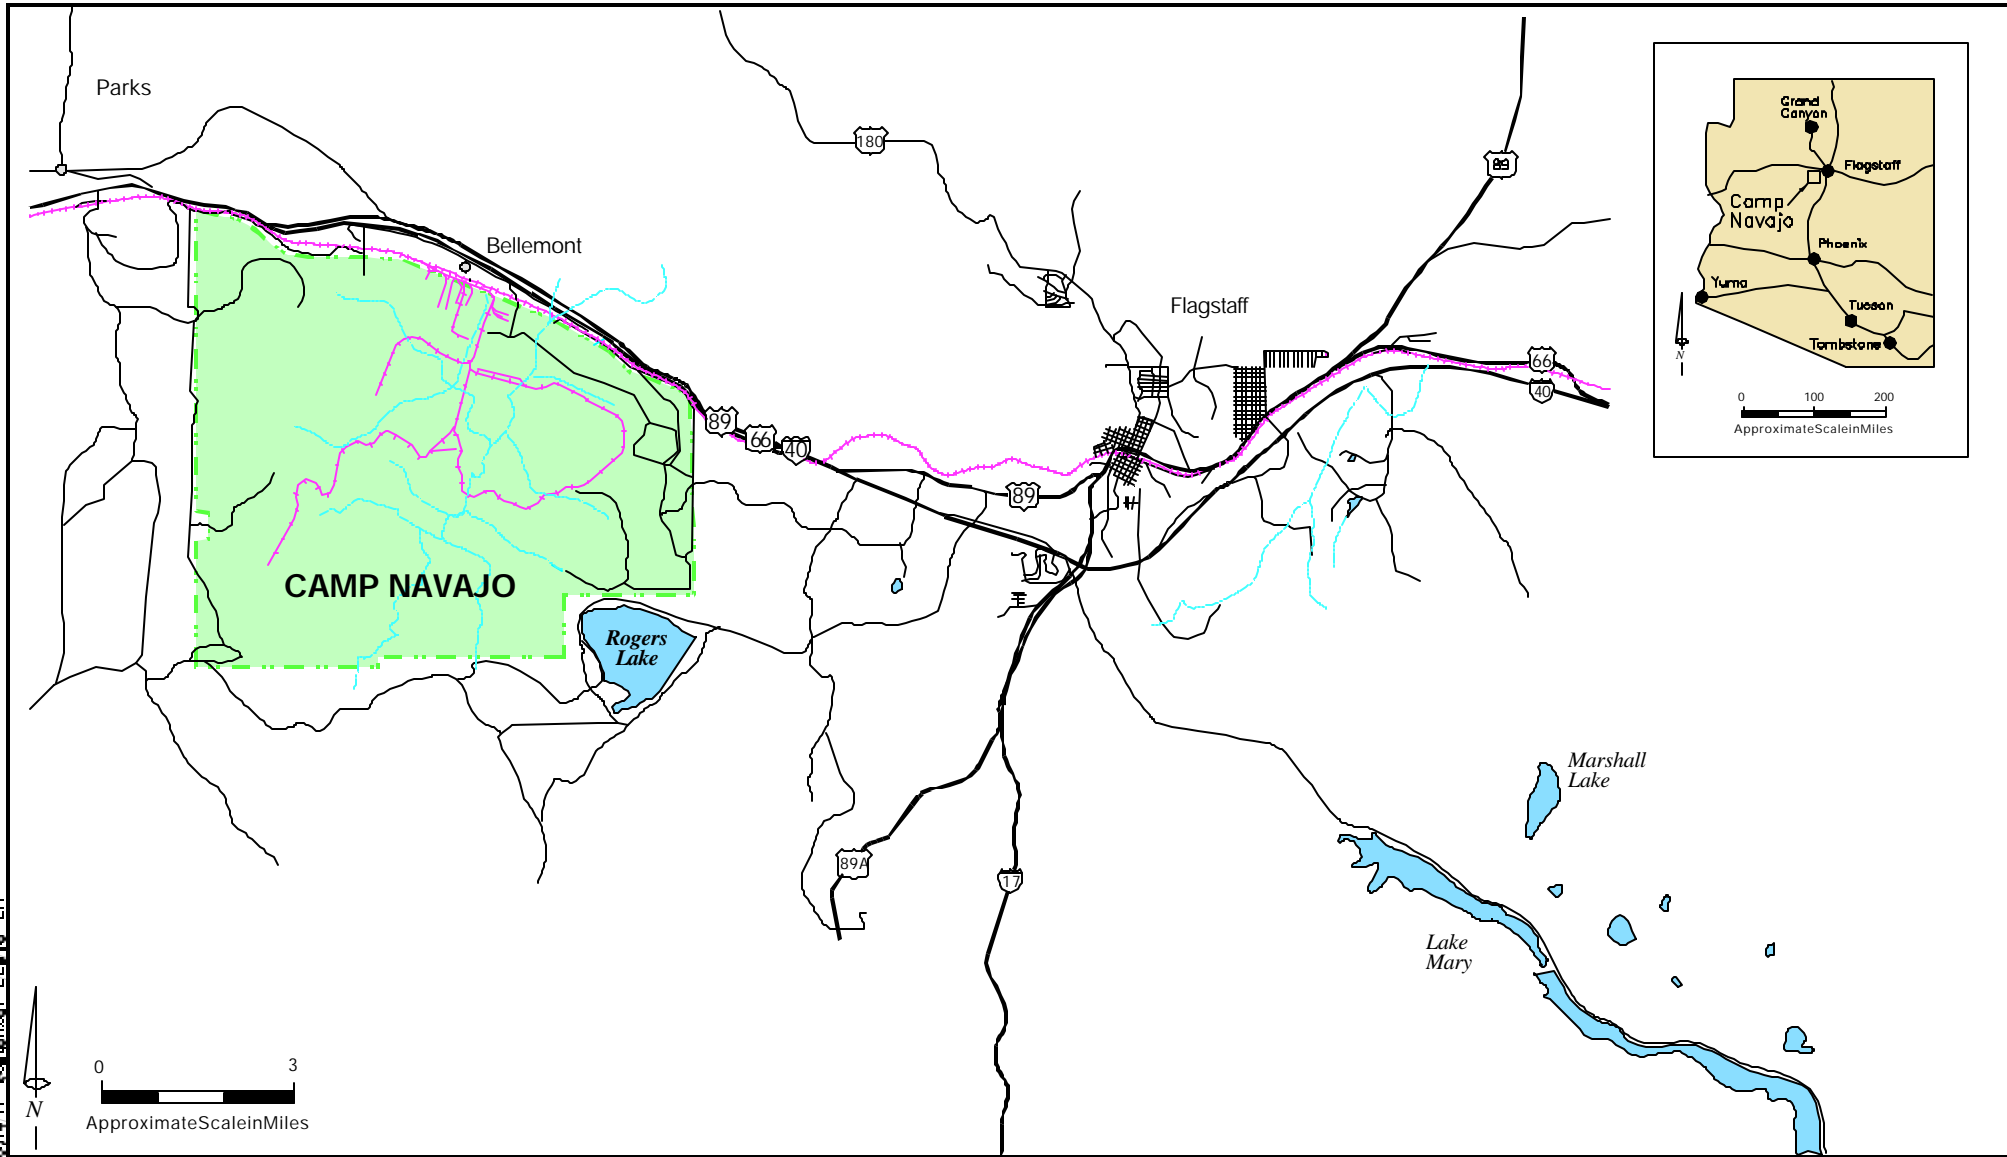 Parks
180
89
Bellemont
Flagstaff
66
40
89
66
40
89
CAMP NAVAJO
Rogers
Lake
Marshall
Lake
89A
17
Lake
Mary
0 3
ApproximateScaleinMiles
N
Grand
Canyon
Flagstaff
Camp
Navajo
Phoenix
Yuma
Tucson
Tombstone
N
0 100 200
ApproximateScaleinMiles